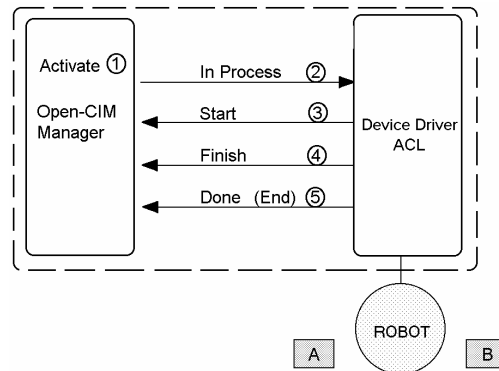 Activate ①
Open-CIM
Manager
In Process ②
Start ③
Finish ④
Done (End) ⑤
Device Driver
ACL
ROBOT
A
B